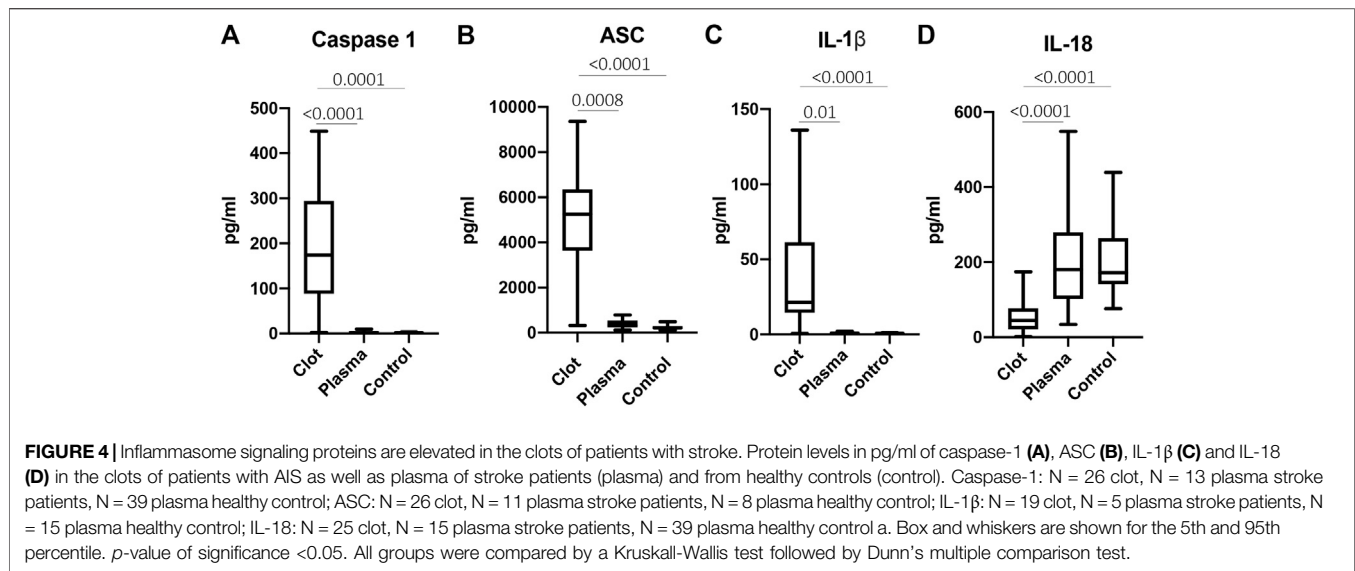 A Caspase 1
B ASC
C IL-1β
D IL-18
0.0001
<0.0001
500
400
300
200
100
0
pg/ml
Clot
Plasma
Control
<0.0001
0.0008
10000
8000
6000
4000
2000
0
pg/ml
Clot
Plasma
Control
<0.0001
0.01
150
100
50
0
pg/ml
Clot
Plasma
Control
<0.0001
<0.0001
600
400
200
0
pg/ml
Clot
Plasma
Control
FIGURE 4 | Inflammasome signaling proteins are elevated in the clots of patients with stroke. Protein levels in pg/ml of caspase-1 (A), ASC (B), IL-1β (C) and IL-18
(D) in the clots of patients with AIS as well as plasma of stroke patients (plasma) and from healthy controls (control). Caspase-1: N = 26 clot, N = 13 plasma stroke
patients, N = 39 plasma healthy control; ASC: N = 26 clot, N = 11 plasma stroke patients, N = 8 plasma healthy control; IL-1β: N = 19 clot, N = 5 plasma stroke patients, N
= 15 plasma healthy control; IL-18: N = 25 clot, N = 15 plasma stroke patients, N = 39 plasma healthy control a. Box and whiskers are shown for the 5th and 95th
percentile. p-value of significance <0.05. All groups were compared by a Kruskall-Wallis test followed by Dunn's multiple comparison test.